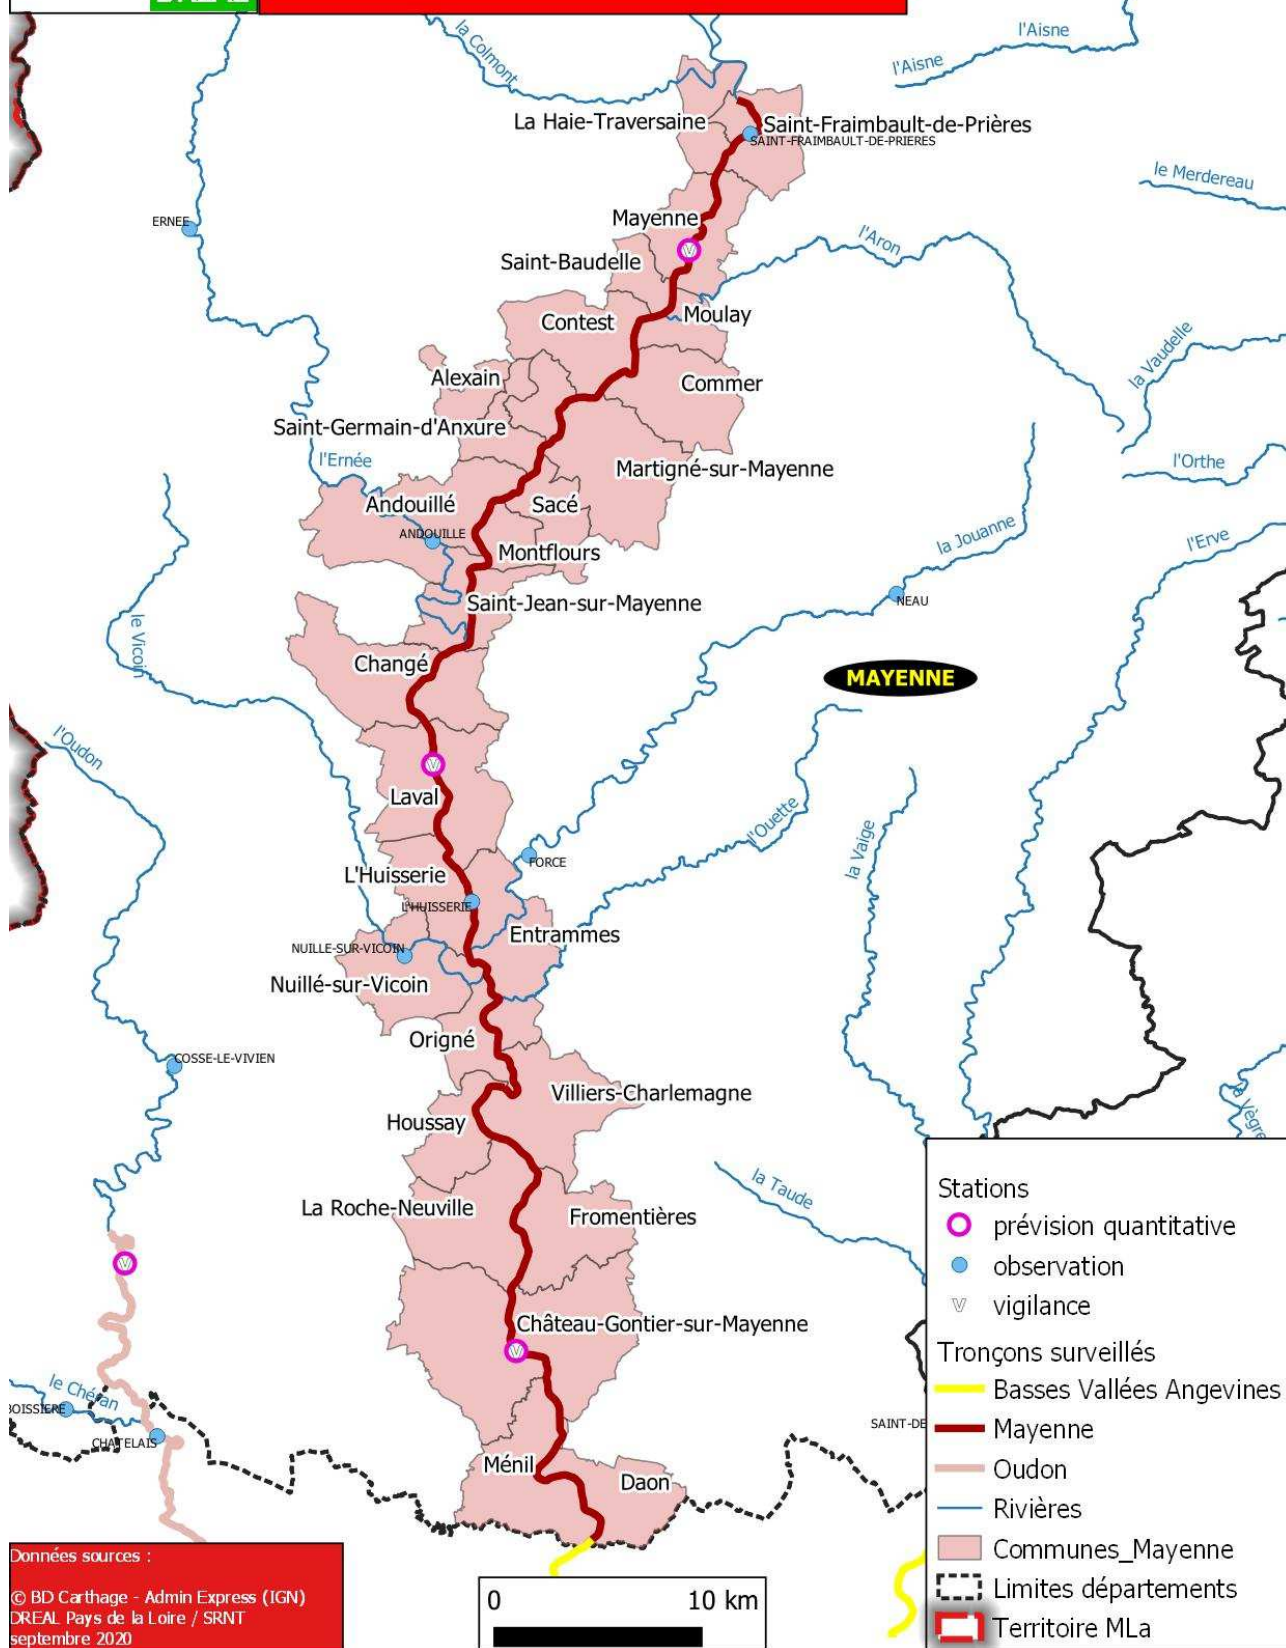 l'Aisne
la Colmont
l'Aisne
La Haie-Traversaine
Saint-Fraimbault-de-Prières
SAINT-FRAIMBAULT-DE-PRIERES
le Merdereau
ERNEE
Mayenne
V
l'Aron
Saint-Baudelle
Moulay
Contest
la Vaudelle
Alexain
Commer
Saint-Germain-d'Anxure
l'Ernée
Martigné-sur-Mayenne
l'Orthe
Andouillé
Sacé
ANDOUILLE
la Jouanne
l'Erve
Montflours
NEAU
Saint-Jean-sur-Mayenne
le Vicoin
Changé
MAYENNE
l'Oudon
V
Laval
l'Ouette
la Vaige
FORCE
L'Huisserie
L'HUISSERIE
Entrammes
NUILLE-SUR-VICOIN
Nuillé-sur-Vicoin
Origné
COSSE-LE-VIVIEN
Villiers-Charlemagne
Houssay
la Vègre
la Taude
La Roche-Neuville
Fromentières
V
Château-Gontier-sur-Mayenne
V
le Chéran
BOISSIERE
CHATELAIS
SAINT-DE
Ménil
Daon
Stations
prévision quantitative
observation
V vigilance
Tronçons surveillés
Basses Vallées Angevines
Mayenne
Oudon
Rivières
Communes_Mayenne
Limites départements
Territoire MLa
Données sources :
© BD Carthage - Admin Express (IGN)
DREAL Pays de la Loire / SRNT
septembre 2020
0 10 km